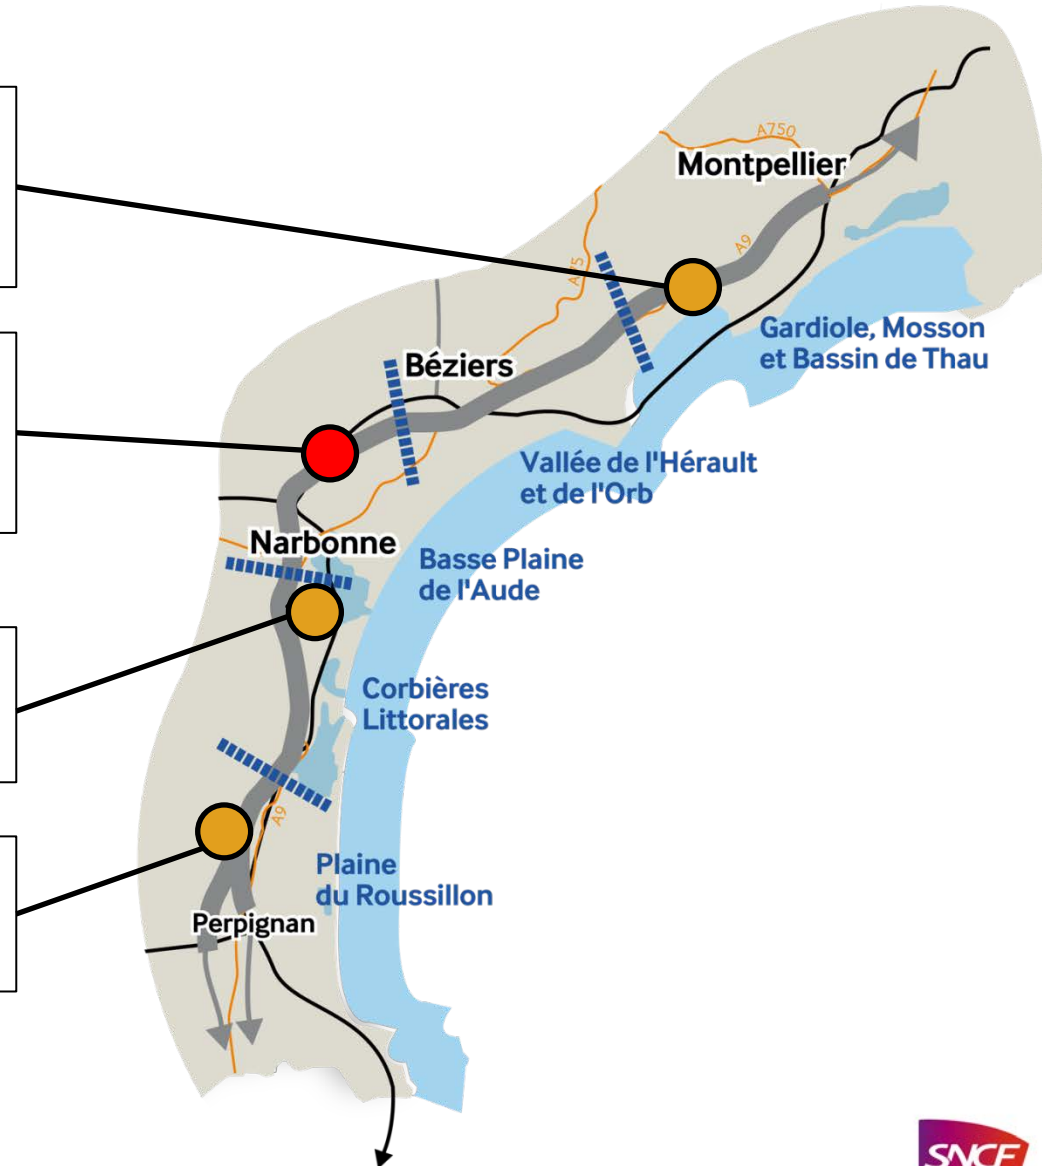 A750
Montpellier
A9
A75
Gardiole, Mosson
et Bassin de Thau
Béziers
Vallée de l'Hérault
et de l'Orb
Narbonne
Basse Plaine
de l'Aude
Corbières
Littorales
A9
Plaine
du Roussillon
Perpignan
SNCF